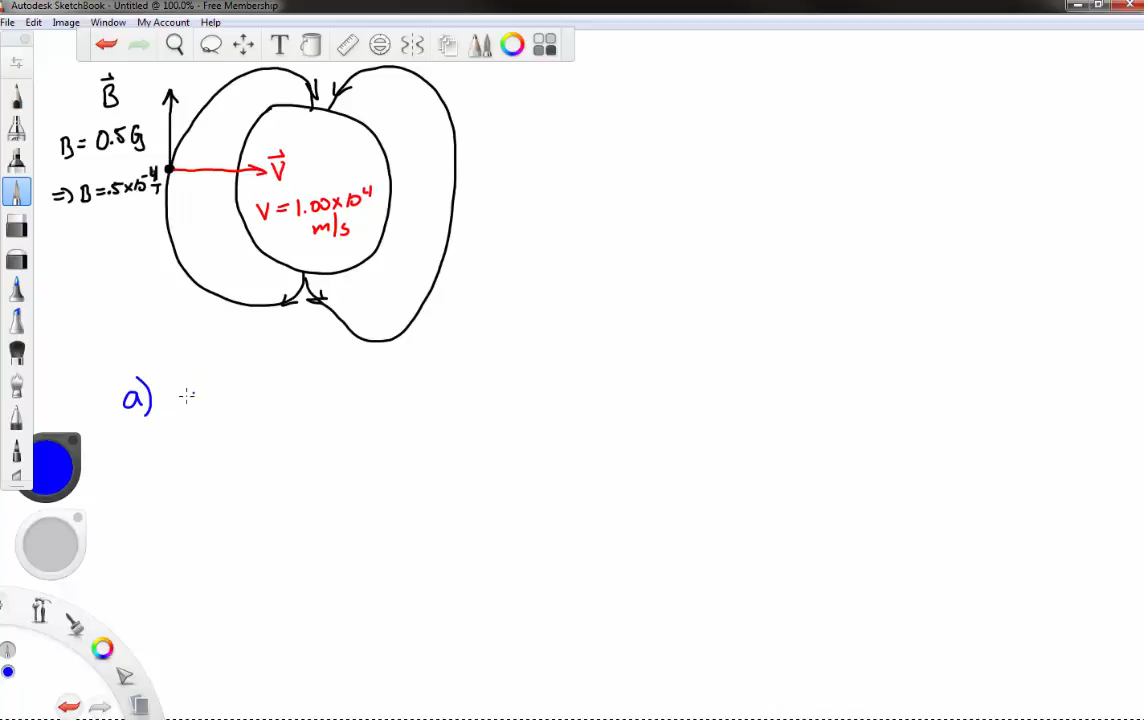 Autodesk SketchBook - Untitled @ 100.0% - Free Membership
File Edit Image Window My Account Help
B
B = 0.5G
⇒ B = .5×10⁻⁴ T
V
V = 1.00×10⁴
m/s
a)